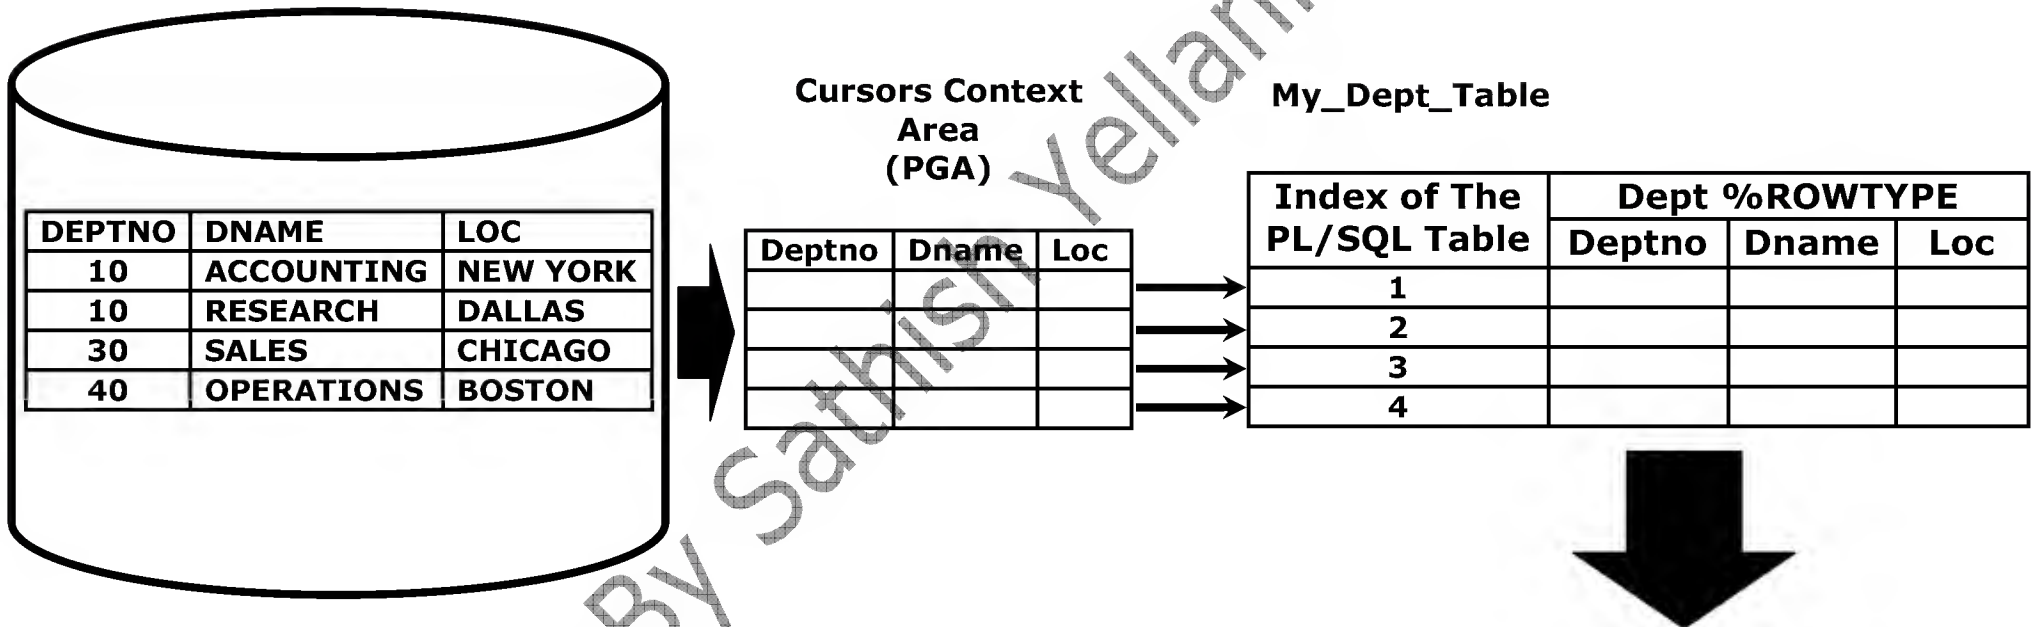 DEPTNO DNAME LOC
10 ACCOUNTING NEW YORK
10 RESEARCH DALLAS
30 SALES CHICAGO
40 OPERATIONS BOSTON
Cursors Context
Area
(PGA)
Deptno Dname Loc
My_Dept_Table
Index of The
PL/SQL Table
Dept %ROWTYPE
Deptno Dname Loc
1
2
3
4
By Sathish